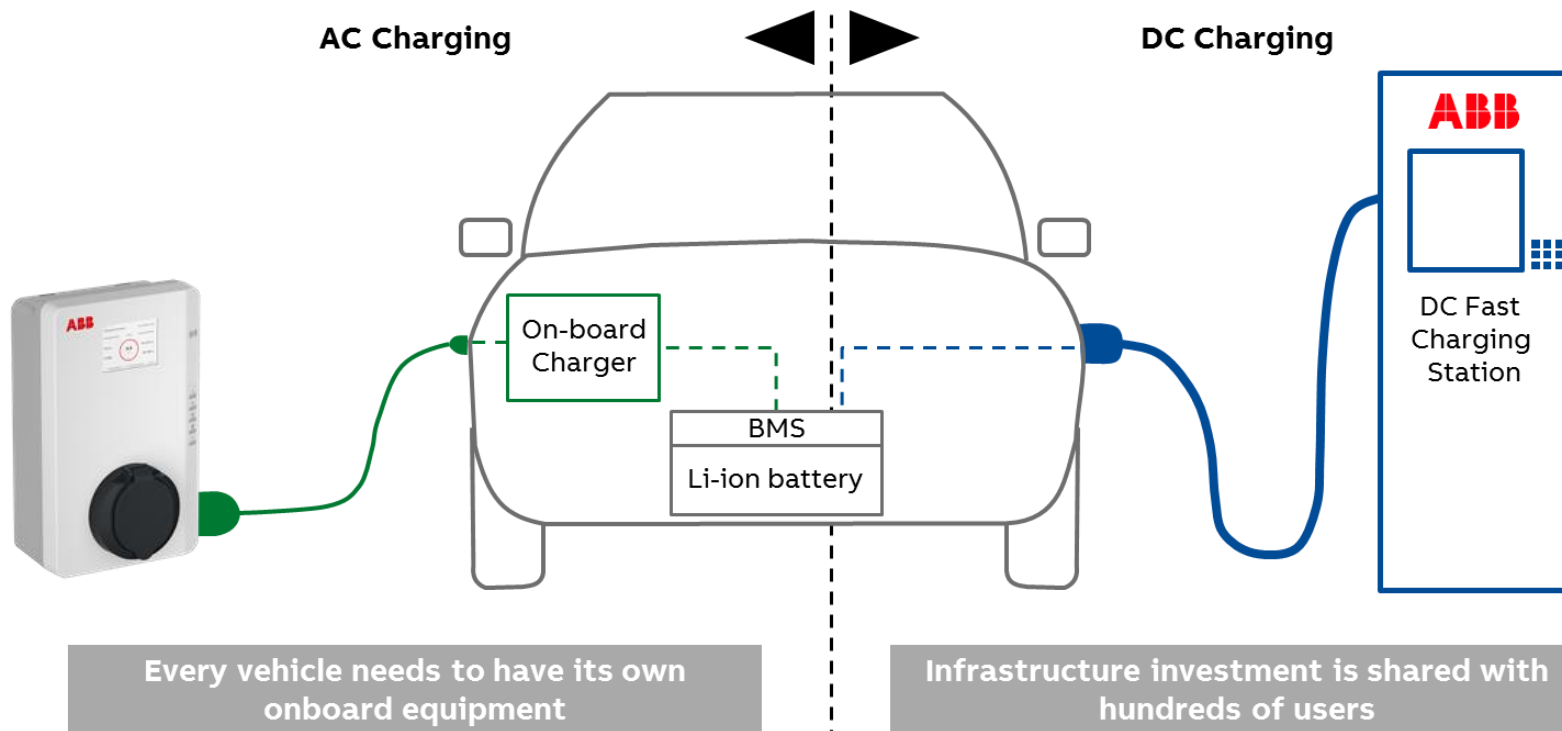 AC Charging
DC Charging
ABB
ABB
On-board
Charger
DC Fast
Charging
Station
BMS
Li-ion battery
Every vehicle needs to have its own
onboard equipment
Infrastructure investment is shared with
hundreds of users